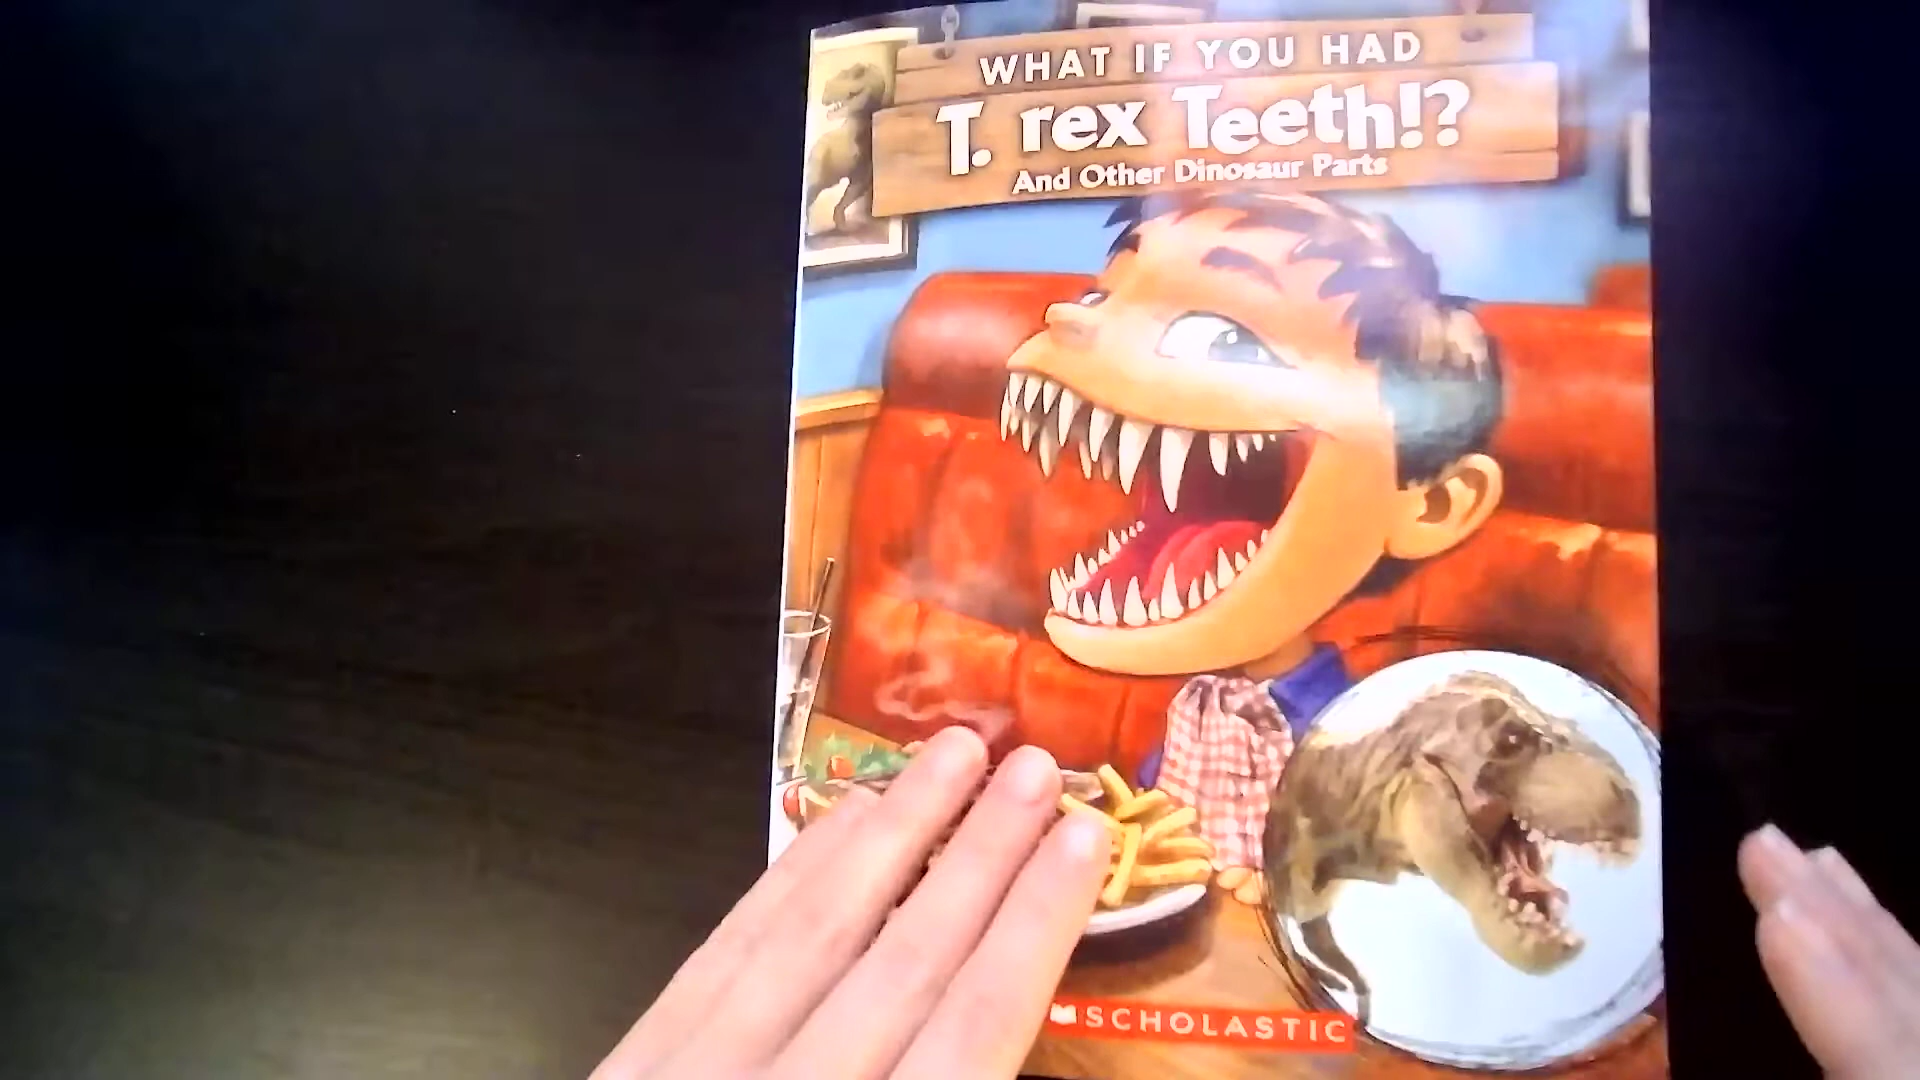 WHAT IF YOU HAD
T. rex Teeth!?
And Other Dinosaur Parts
SCHOLASTIC